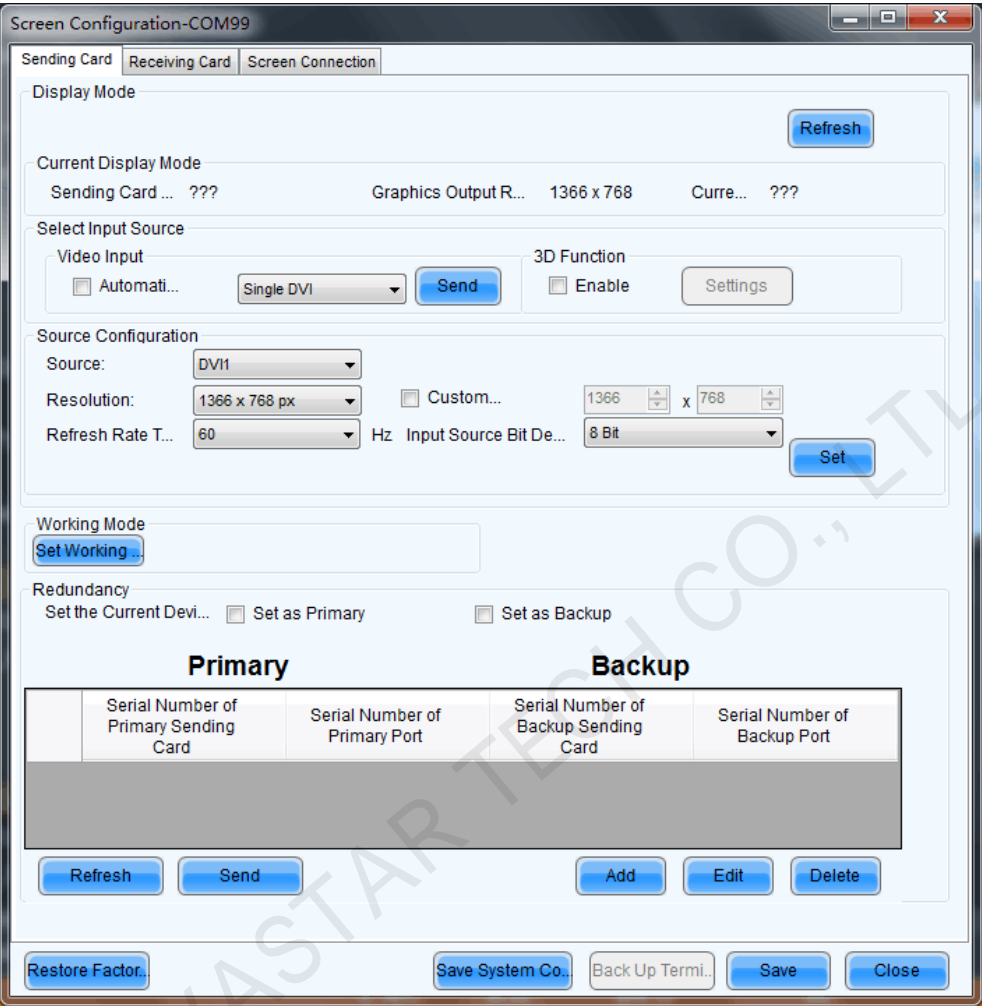 Screen Configuration-COM99
Sending Card Receiving Card Screen Connection
Display Mode
Refresh
Current Display Mode
Sending Card ... ??? Graphics Output R... 1366 x 768 Curre... ???
Select Input Source
Video Input 3D Function
Automati... Single DVI Send Enable Settings
Source Configuration
Source: DVI1
Resolution: 1366 x 768 px Custom... 1366 x 768
Refresh Rate T... 60 Hz Input Source Bit De... 8 Bit
Set
Working Mode
Set Working ...
Redundancy
Set the Current Devi... Set as Primary Set as Backup
Primary Backup
Serial Number of Primary Sending Card Serial Number of Primary Port Serial Number of Backup Sending Card Serial Number of Backup Port
Refresh Send Add Edit Delete
Restore Factor... Save System Co... Back Up Termi... Save Close
VASTAR TECH CO., LTD